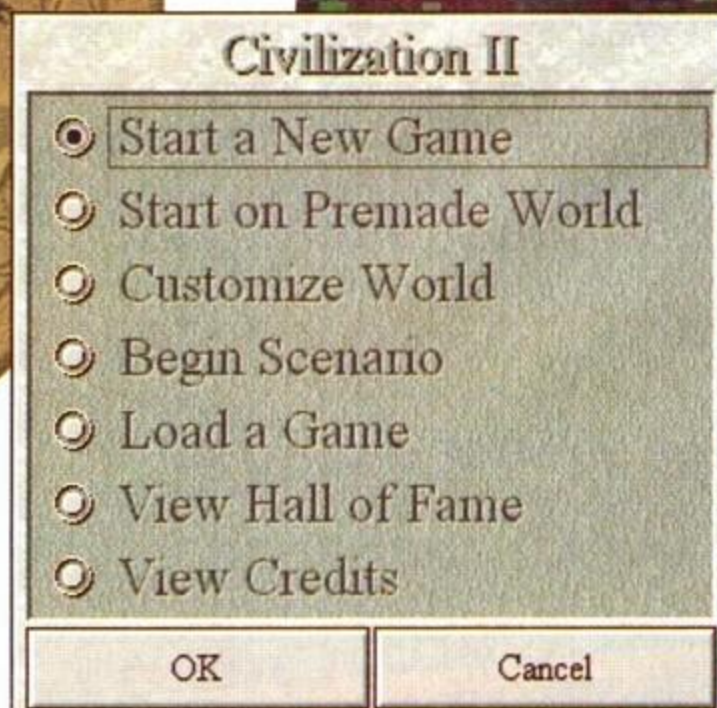 Civilization II
Start a New Game
Start on Premade World
Customize World
Begin Scenario
Load a Game
View Hall of Fame
View Credits
OK
Cancel